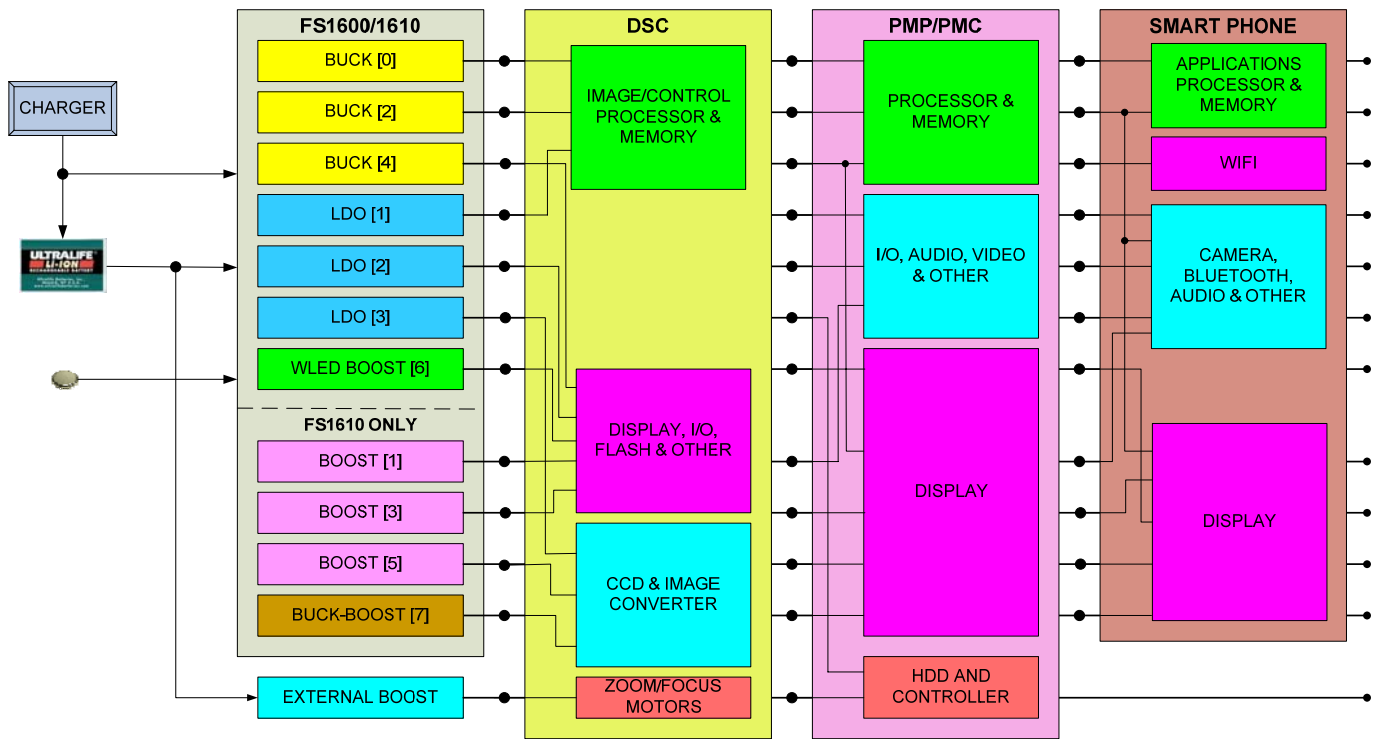 FS1600/1610
DSC
PMP/PMC
SMART PHONE
CHARGER
ULTRALIFE
LI-ION
RECHARGEABLE BATTERY
BUCK [0]
BUCK [2]
BUCK [4]
LDO [1]
LDO [2]
LDO [3]
WLED BOOST [6]
FS1610 ONLY
BOOST [1]
BOOST [3]
BOOST [5]
BUCK-BOOST [7]
EXTERNAL BOOST
IMAGE/CONTROL
PROCESSOR &
MEMORY
DISPLAY, I/O,
FLASH & OTHER
CCD & IMAGE
CONVERTER
ZOOM/FOCUS
MOTORS
PROCESSOR &
MEMORY
I/O, AUDIO, VIDEO
& OTHER
DISPLAY
HDD AND
CONTROLLER
APPLICATIONS
PROCESSOR &
MEMORY
WIFI
CAMERA,
BLUETOOTH,
AUDIO & OTHER
DISPLAY